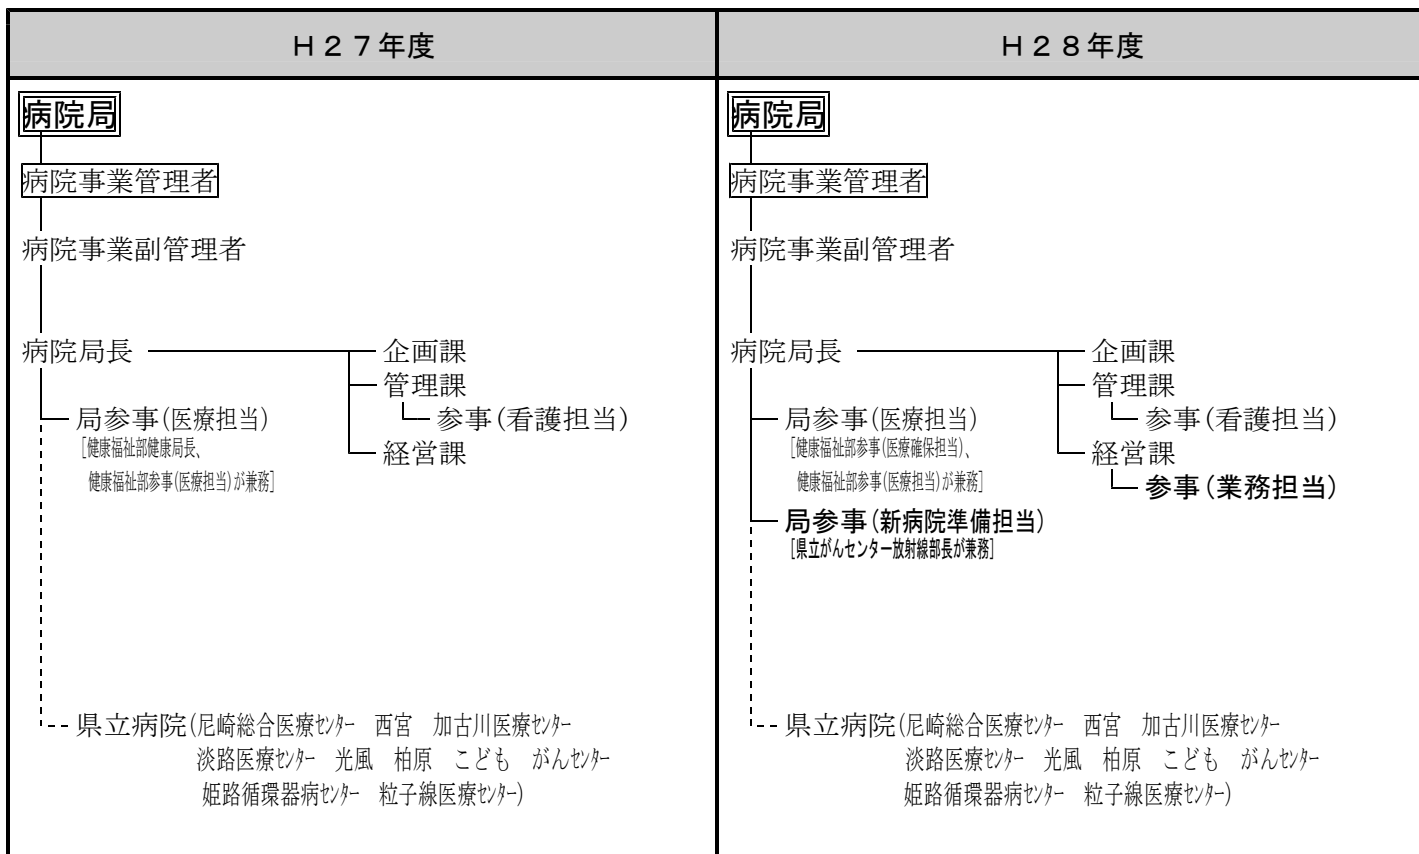 Ｈ２７年度
病院局
病院事業管理者
病院事業副管理者
病院局長 企画課
管理課
局参事(医療担当) 参事(看護担当)
[健康福祉部健康局長、 経営課
健康福祉部参事(医療担当)が兼務]
県立病院(尼崎総合医療ｾﾝﾀｰ 西宮 加古川医療ｾﾝﾀｰ
淡路医療ｾﾝﾀｰ 光風 柏原 こども がんｾﾝﾀｰ
姫路循環器病ｾﾝﾀｰ 粒子線医療ｾﾝﾀｰ)
Ｈ２８年度
病院局
病院事業管理者
病院事業副管理者
病院局長 企画課
管理課
局参事(医療担当) 参事(看護担当)
[健康福祉部参事(医療確保担当)、 経営課
健康福祉部参事(医療担当)が兼務] 参事(業務担当)
局参事(新病院準備担当)
[県立がんセンター放射線部長が兼務]
県立病院(尼崎総合医療ｾﾝﾀｰ 西宮 加古川医療ｾﾝﾀｰ
淡路医療ｾﾝﾀｰ 光風 柏原 こども がんｾﾝﾀｰ
姫路循環器病ｾﾝﾀｰ 粒子線医療ｾﾝﾀｰ)